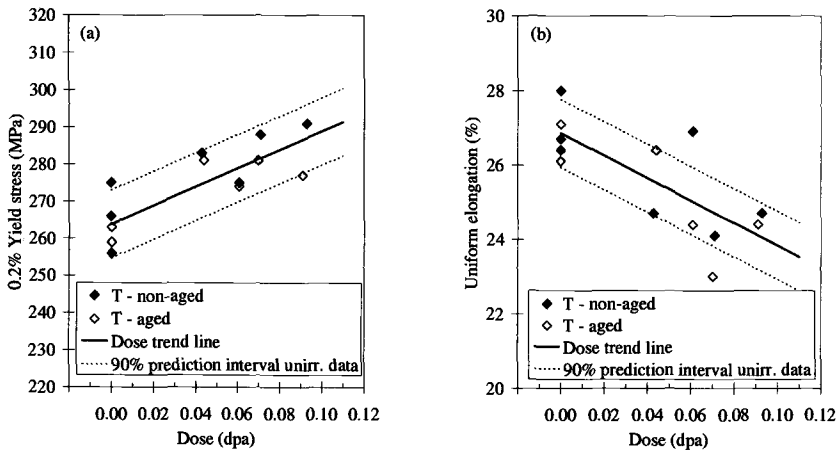 (a)
320
310
300
290
280
270
260
250
240
230
220
0.2% Yield stress (MPa)
T - non-aged
T - aged
Dose trend line
90% prediction interval unirr. data
0.00 0.02 0.04 0.06 0.08 0.10 0.12
Dose (dpa)
(b)
30
28
26
24
22
20
Uniform elongation (%)
T - non-aged
T - aged
Dose trend line
90% prediction interval unirr. data
0.00 0.02 0.04 0.06 0.08 0.10 0.12
Dose (dpa)